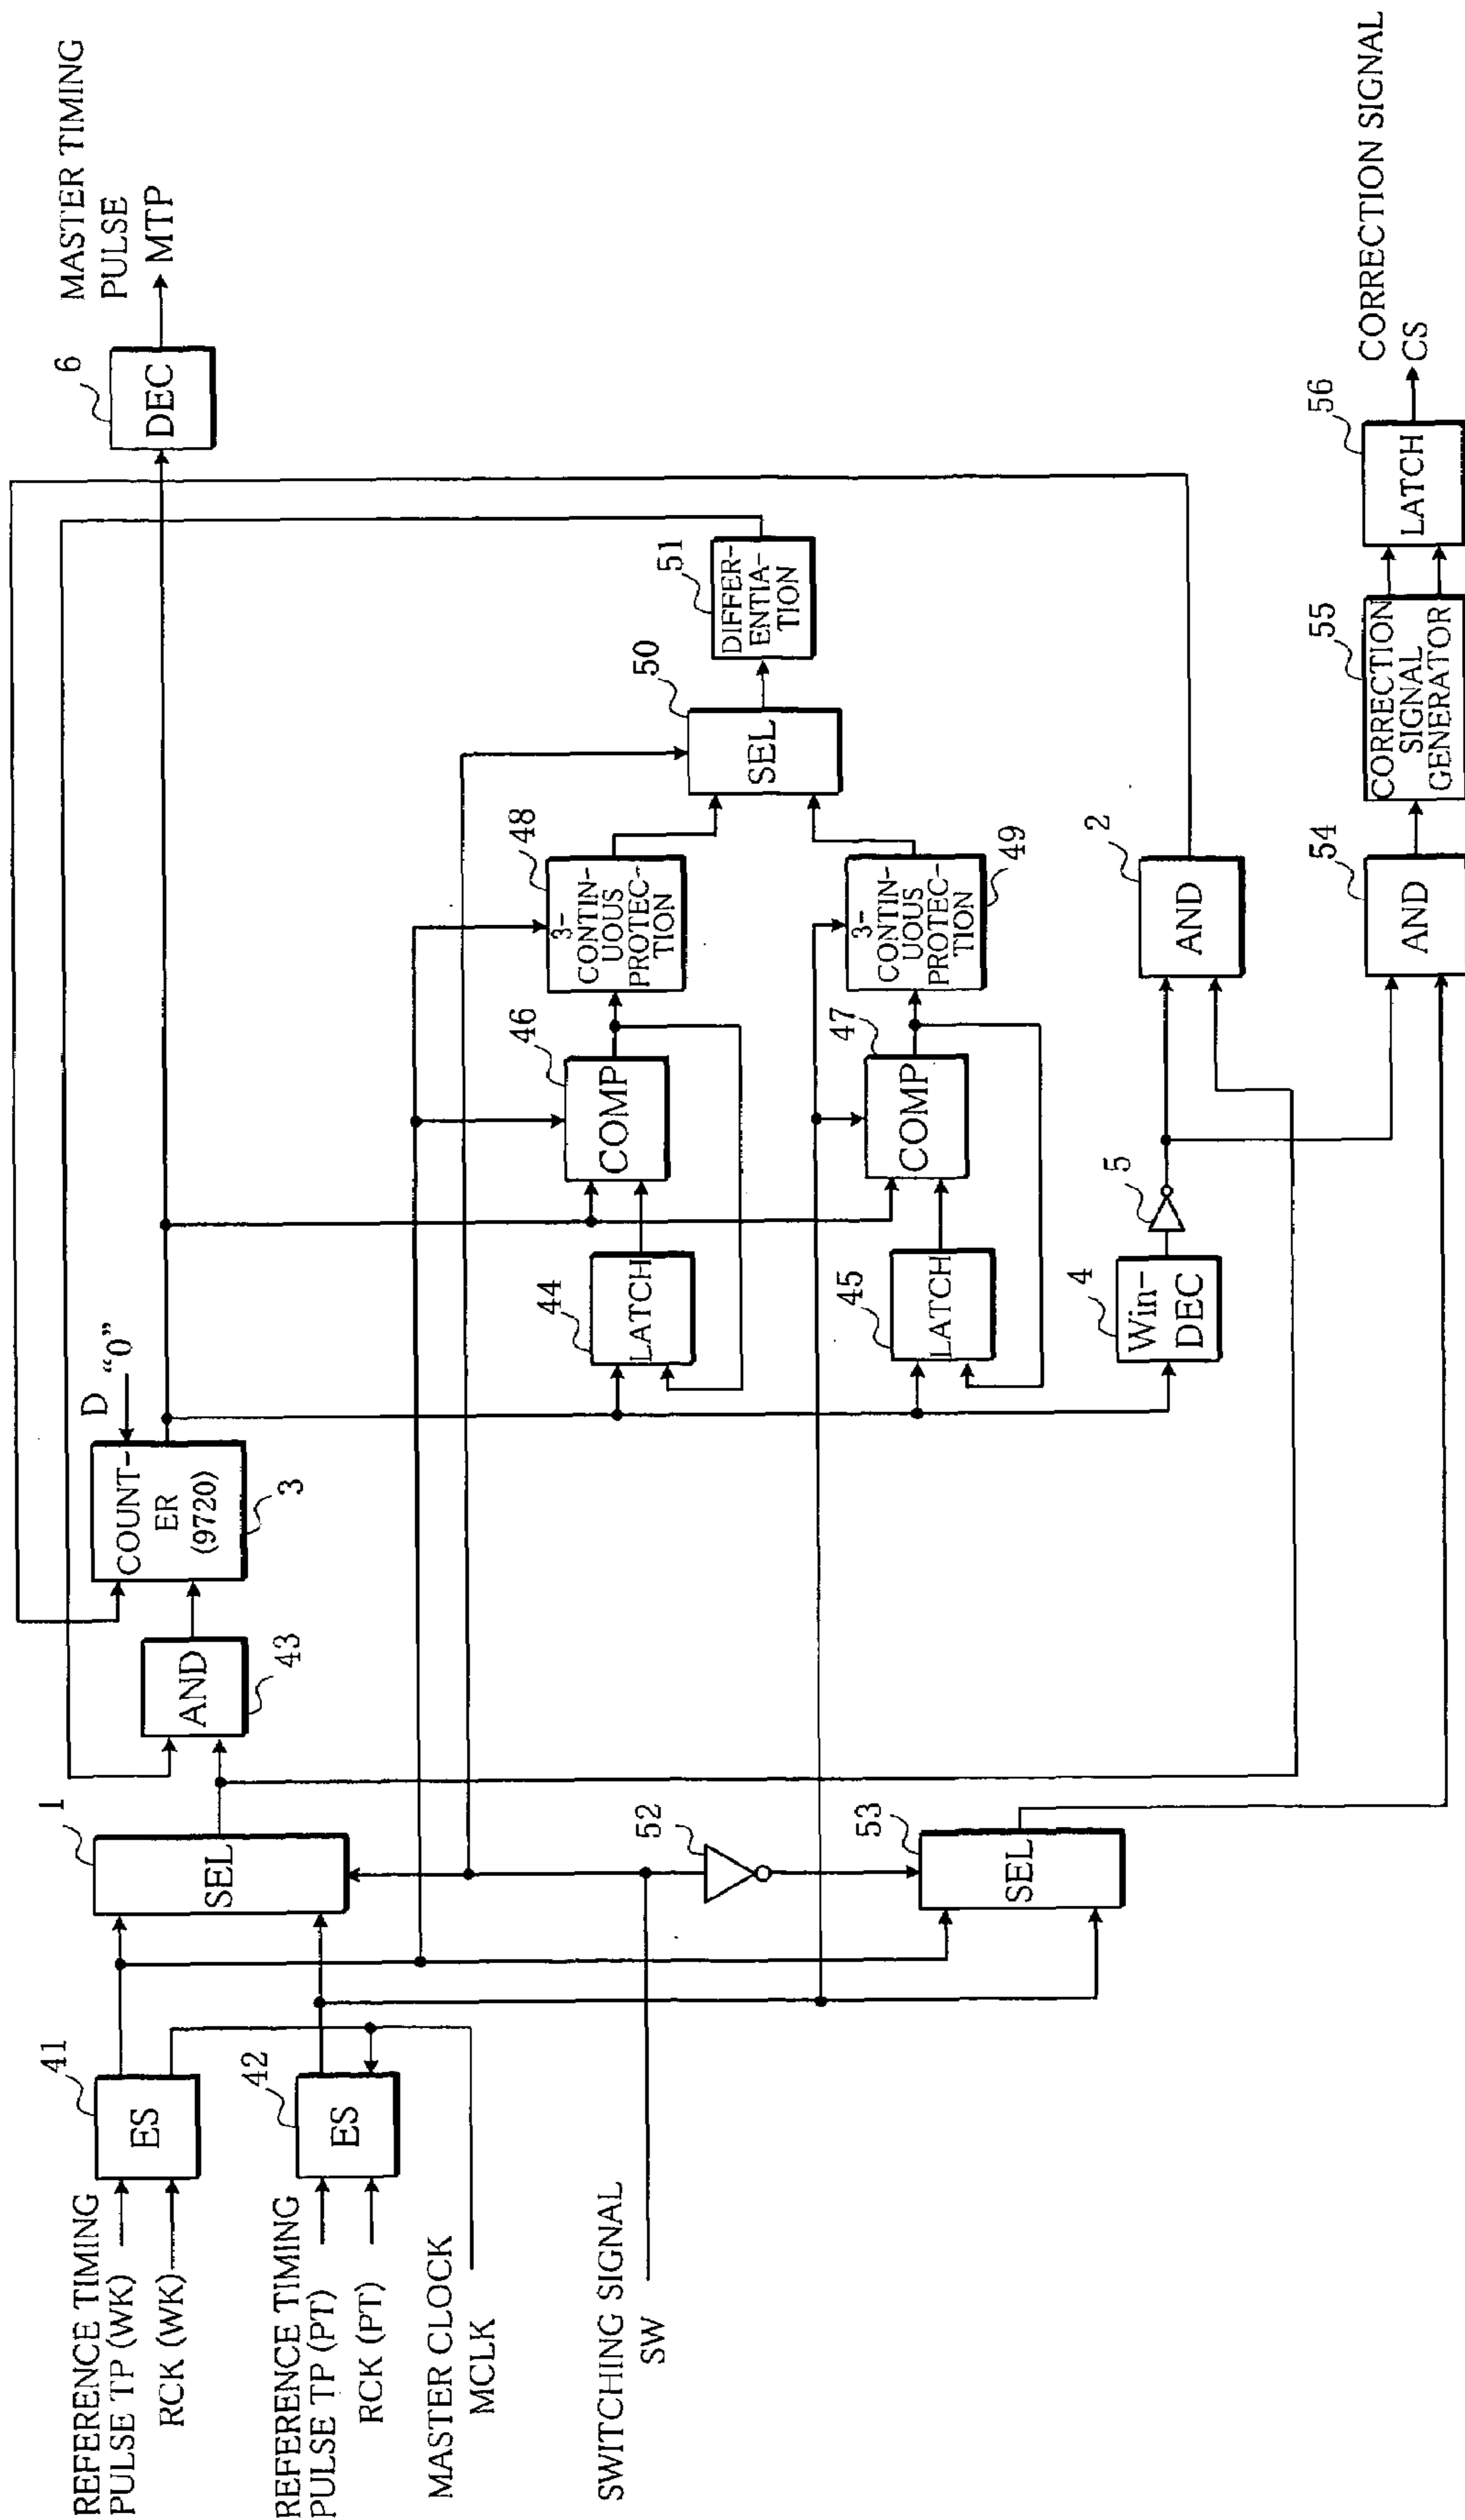 REFERENCE TIMING
PULSE TP (WK)
RCK (WK)
REFERENCE TIMING
PULSE TP (PT)
RCK (PT)
MASTER CLOCK
MCLK
SWITCHING SIGNAL
SW
41
ES
42
ES
1
SEL
52
53
SEL
43
AND
D "0"
COUNT-
ER
(9720)
3
44
LATCH
45
LATCH
4
Win-
DEC
5
46
COMP
47
COMP
48
3-
CONTIN-
UOUS
PROTEC-
TION
3-
CONTIN-
UOUS
PROTEC-
TION
49
2
AND
54
AND
50
SEL
51
DIFFER-
ENTIA-
TION
55
CORRECTION
SIGNAL
GENERATOR
56
LATCH
6
DEC
MASTER TIMING
PULSE
MTP
CORRECTION SIGNAL
CS